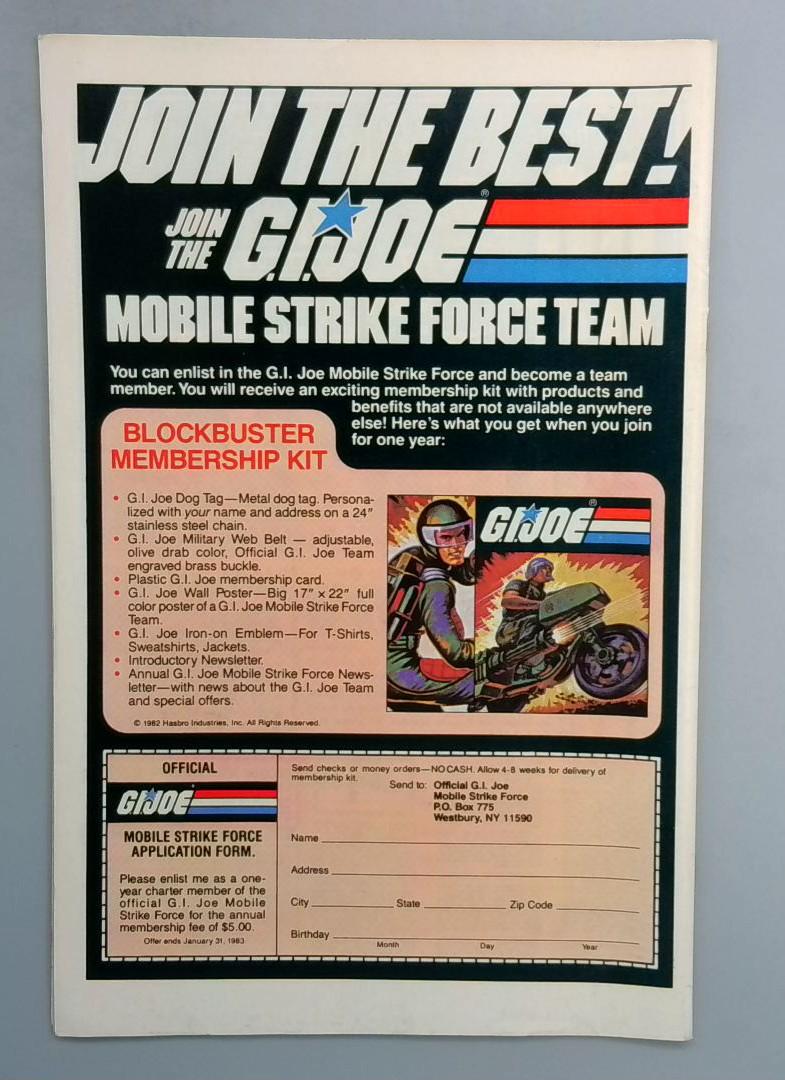 JOIN THE BEST!
JOIN
THE
G.I. JOE®
MOBILE STRIKE FORCE TEAM
You can enlist in the G.I. Joe Mobile Strike Force and become a team
member. You will receive an exciting membership kit with products and
benefits that are not available anywhere
else! Here's what you get when you join
for one year:
BLOCKBUSTER
MEMBERSHIP KIT
• G.I. Joe Dog Tag—Metal dog tag. Persona-
lized with your name and address on a 24"
stainless steel chain.
• G.I. Joe Military Web Belt — adjustable,
olive drab color, Official G.I. Joe Team
engraved brass buckle.
• Plastic G.I. Joe membership card.
• G.I. Joe Wall Poster—Big 17" x 22" full
color poster of a G.I. Joe Mobile Strike Force
Team.
• G.I. Joe Iron-on Emblem—For T-Shirts,
Sweatshirts, Jackets.
• Introductory Newsletter.
• Annual G.I. Joe Mobile Strike Force News-
letter—with news about the G.I. Joe Team
and special offers.
© 1982 Hasbro Industries, Inc. All Rights Reserved.
G.I. JOE®
OFFICIAL
G.I. JOE
MOBILE STRIKE FORCE
APPLICATION FORM.
Please enlist me as a one-
year charter member of the
official G.I. Joe Mobile
Strike Force for the annual
membership fee of $5.00.
Offer ends January 31, 1983
Send checks or money orders—NO CASH. Allow 4-8 weeks for delivery of
membership kit.
Send to: Official G.I. Joe
Mobile Strike Force
P.O. Box 775
Westbury, NY 11590
Name
Address
City State Zip Code
Birthday
Month Day Year